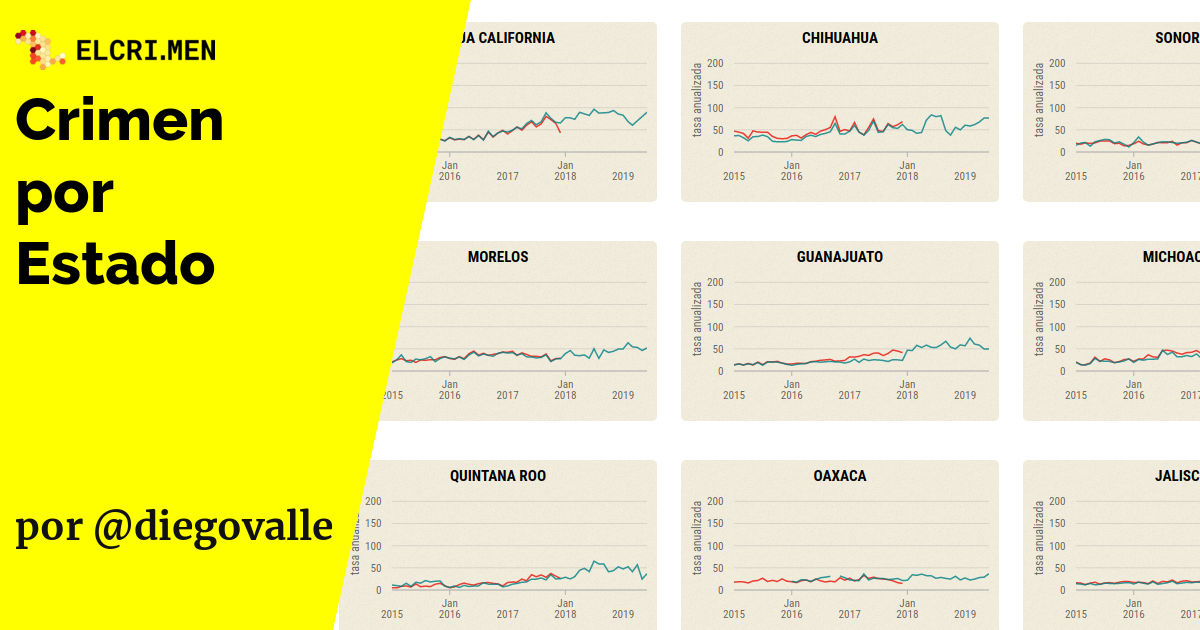 ELCRI.MEN
Crimen
por
Estado
por @diegovalle
JA CALIFORNIA
Jan
2016 2017 Jan
2018 2019
CHIHUAHUA
tasa anualizada
200
150
100
50
0
2015 Jan
2016 2017 Jan
2018 2019
SONOR
tasa anualizada
200
150
100
50
0
2015 Jan
2016 2017
MORELOS
2015 Jan
2016 2017 Jan
2018 2019
GUANAJUATO
tasa anualizada
200
150
100
50
0
2015 Jan
2016 2017 Jan
2018 2019
MICHOAC
tasa anualizada
200
150
100
50
0
2015 Jan
2016 2017
QUINTANA ROO
tasa anualiza
200
150
100
50
0
2015 Jan
2016 2017 Jan
2018 2019
OAXACA
tasa anualizada
200
150
100
50
0
2015 Jan
2016 2017 Jan
2018 2019
JALISC
tasa anualizada
200
150
100
50
0
2015 Jan
2016 2017